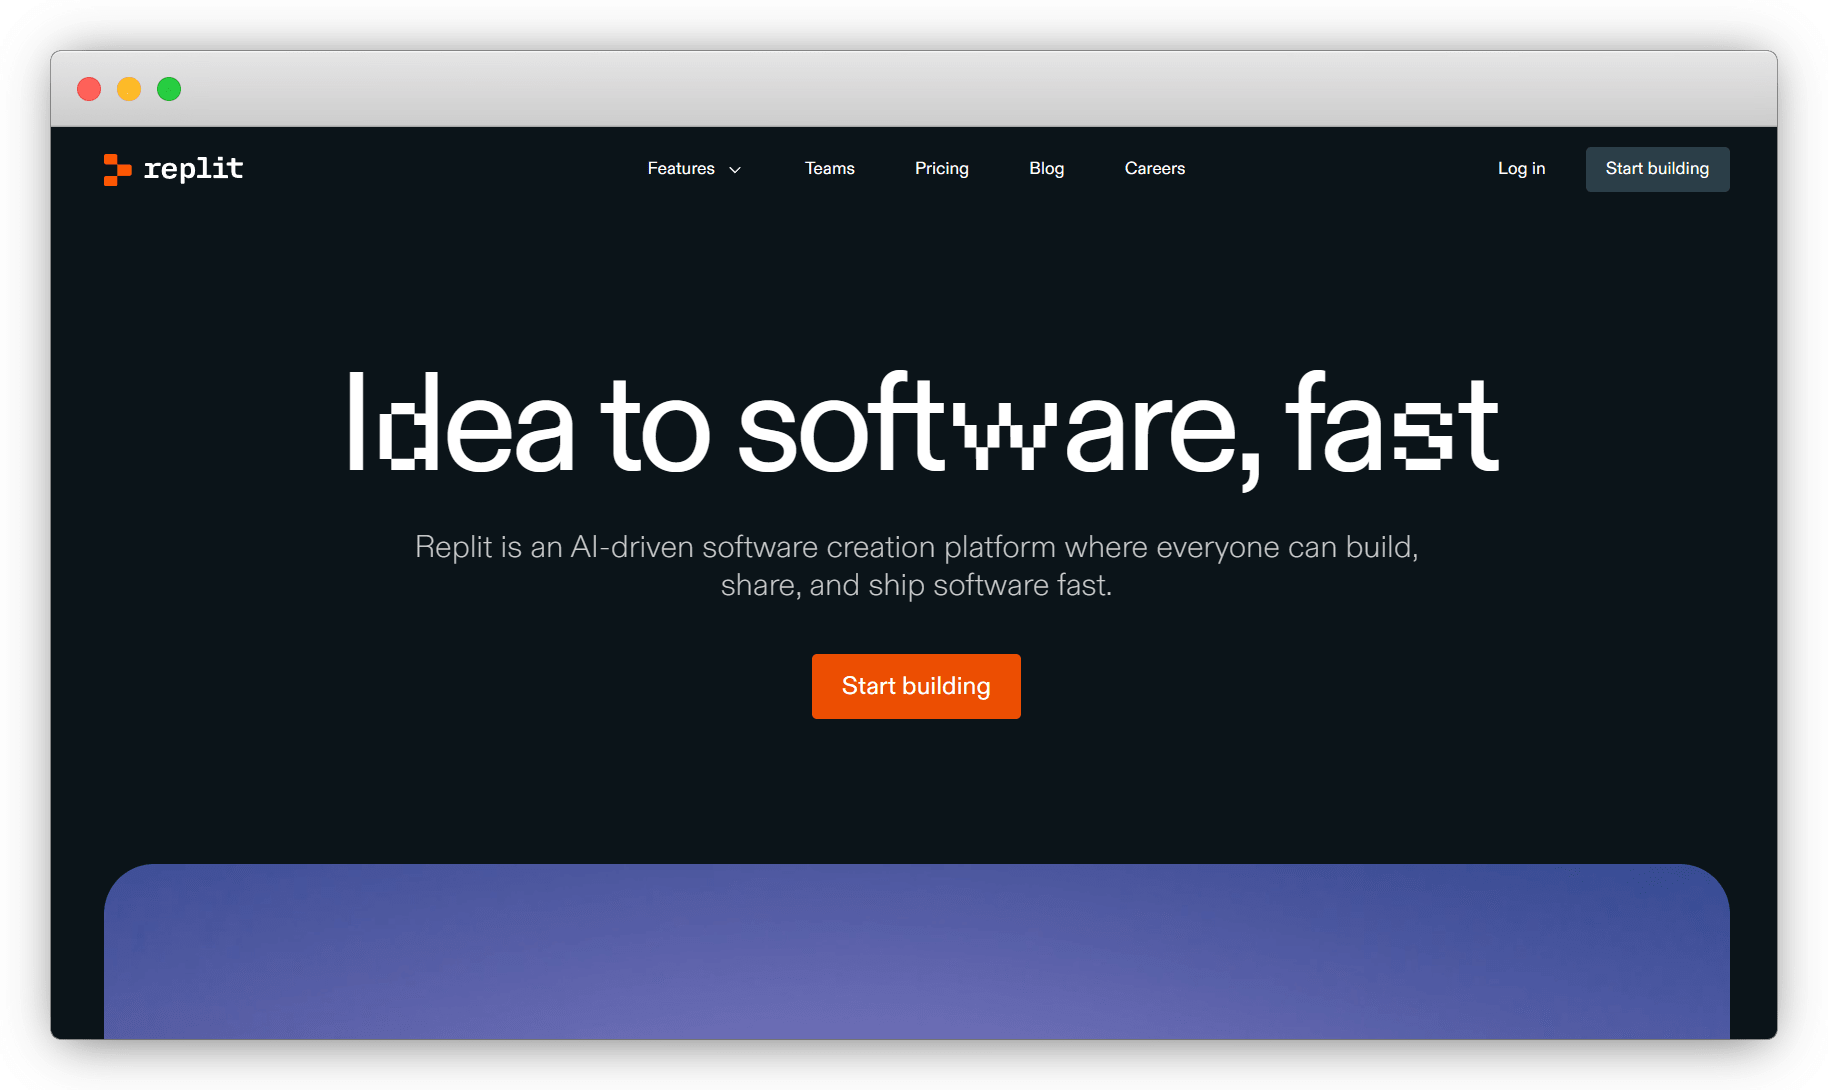 replit
Features
Teams
Pricing
Blog
Careers
Log in
Start building
Idea to software, fast
Replit is an AI-driven software creation platform where everyone can build,
share, and ship software fast.
Start building